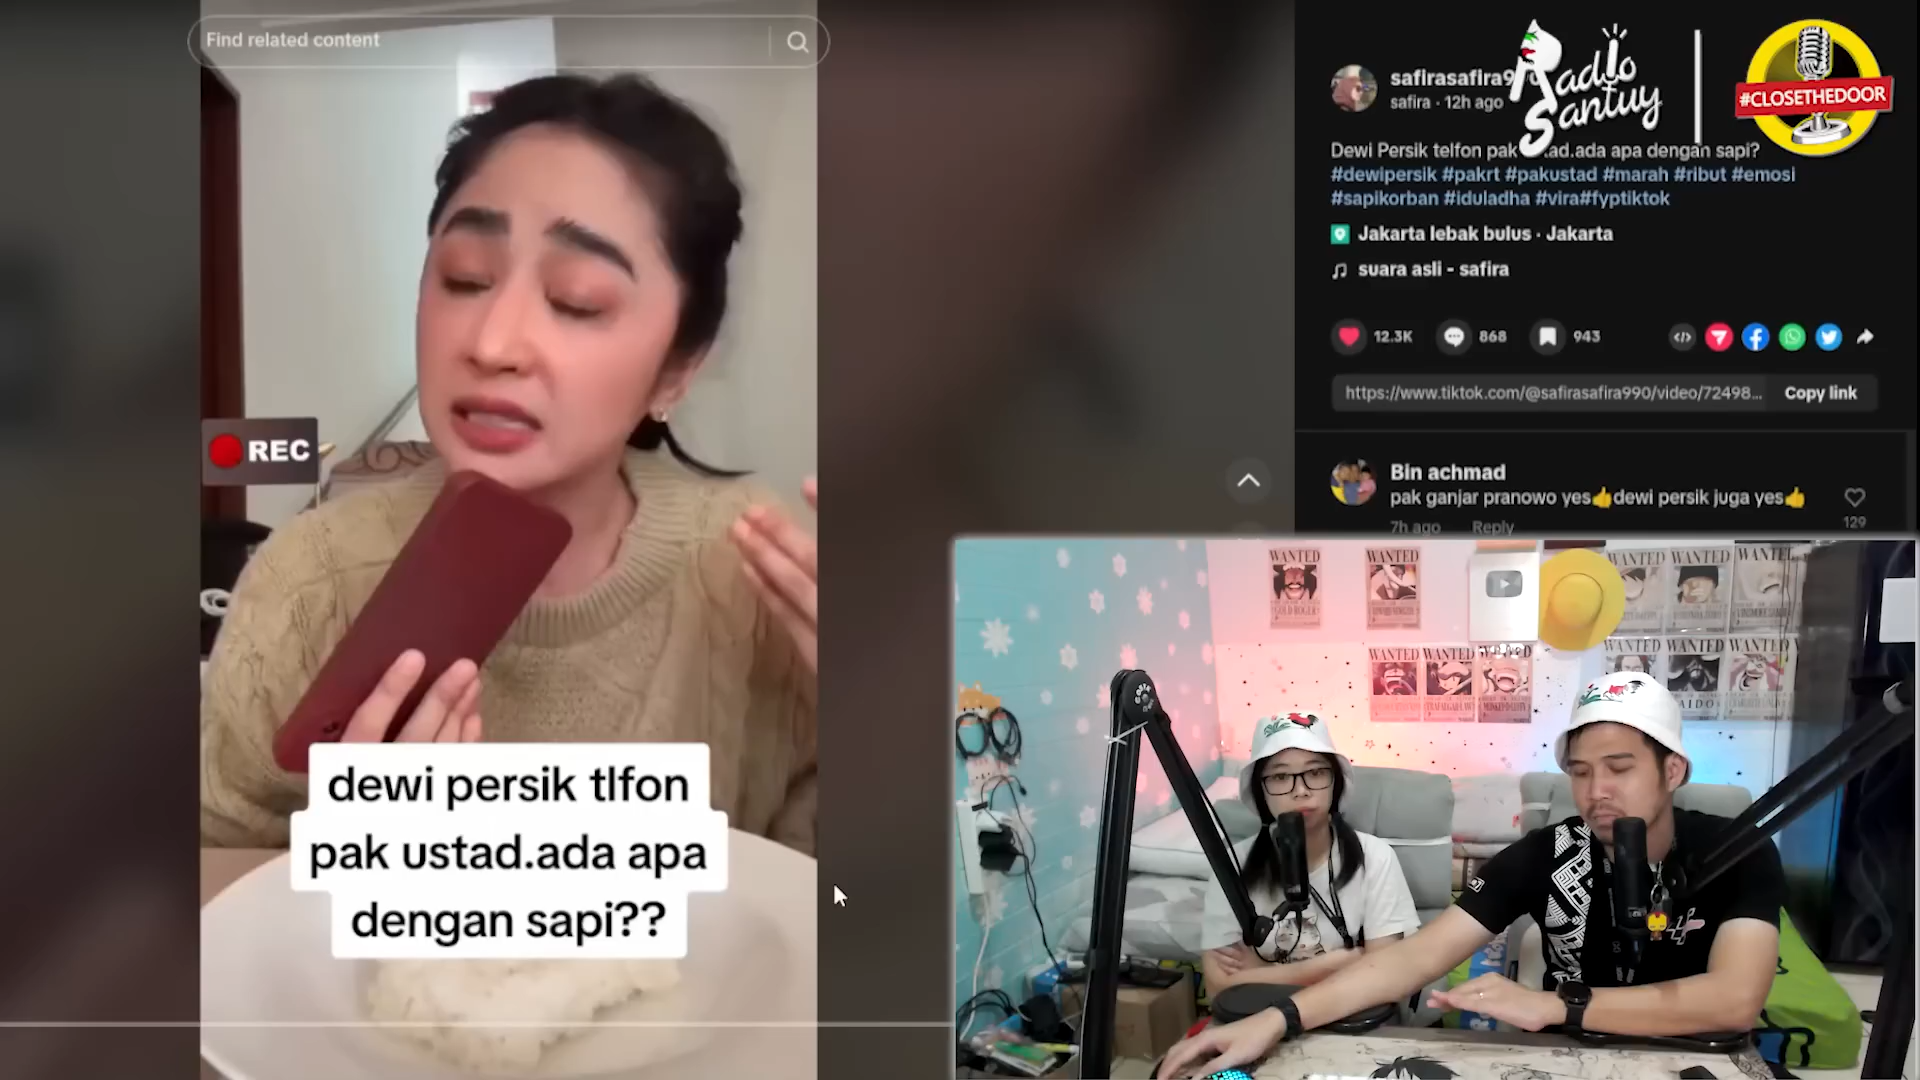 Find related content
safirasafira9
safira · 12h ago
Radio Santuy
#CLOSETHEDOOR
Dewi Persik telfon pak tad.ada apa dengan sapi?
#dewipersik #pakrt #pakustad #marah #ribut #emosi
#sapikorban #iduladha #vira#fyptiktok
Jakarta lebak bulus · Jakarta
suara asli - safira
12.3K 868 943
https://www.tiktok.com/@safirasafira990/video/72498... Copy link
Bin achmad
pak ganjar pranowo yes👍dewi persik juga yes👍
129
7h ago Reply
REC
dewi persik tlfon
pak ustad.ada apa
dengan sapi??
WANTED WANTED
WANTED WANTED WANTED
WANTED WANTED WANTED
WANTED WANTED